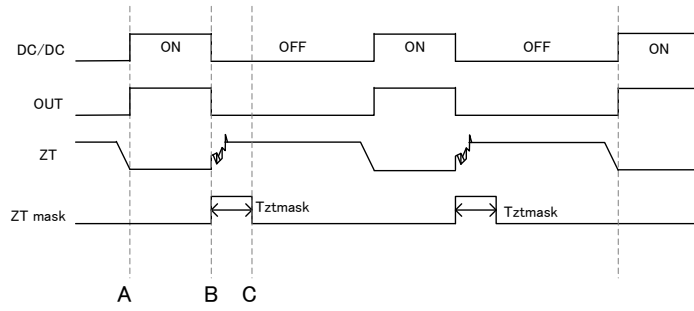 DC/DC ON OFF ON OFF ON
OUT
ZT
ZT mask Tztmask Tztmask
A B C